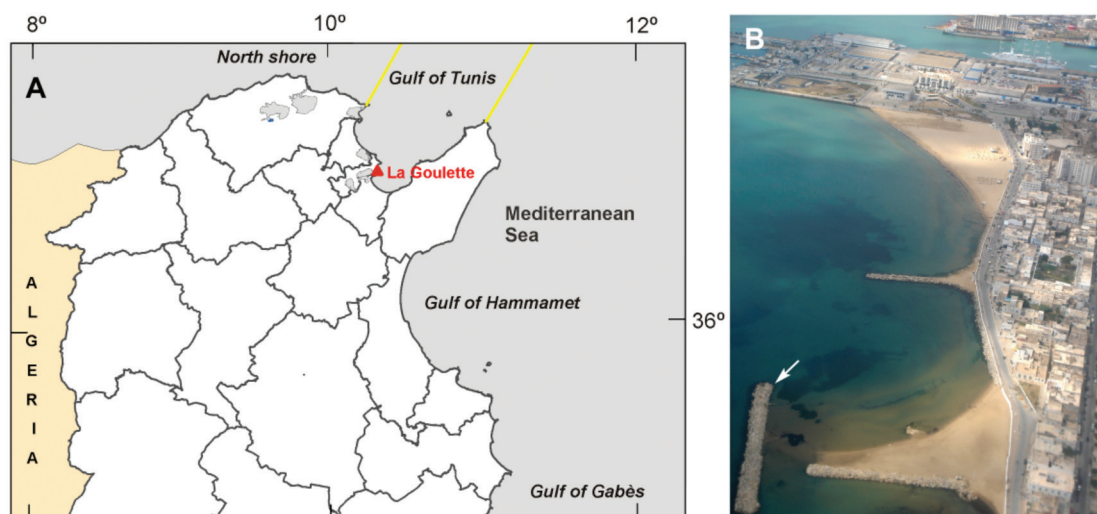 8º
10º
12º
A
North shore
Gulf of Tunis
La Goulette
Mediterranean
Sea
Gulf of Hammamet
36º
ALGERIA
Gulf of Gabès
B